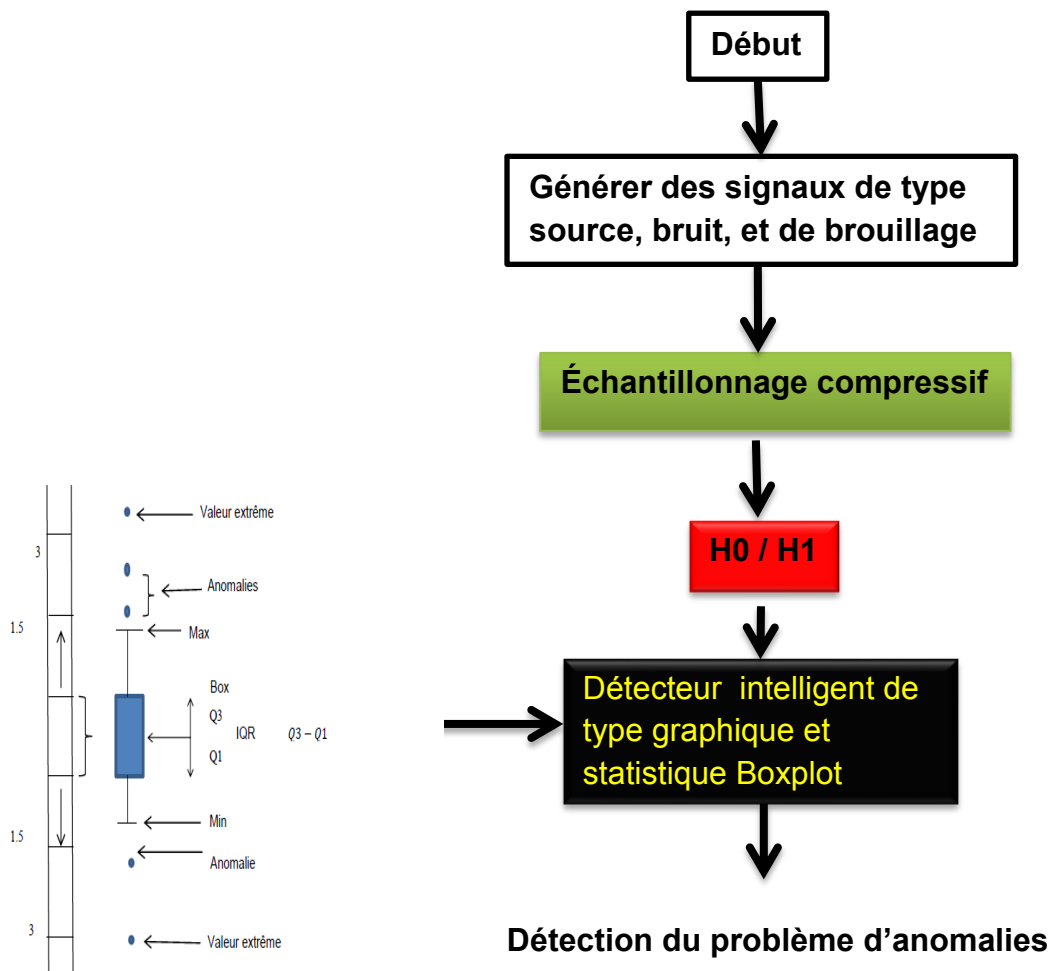 Début
Générer des signaux de type
source, bruit, et de brouillage
Échantillonnage compressif
H0 / H1
Détecteur intelligent de
type graphique et
statistique Boxplot
Détection du problème d’anomalies
Valeur extrême
3
Anomalies
1.5
Max
Box
Q3
IQR Q3 − Q1
Q1
Min
1.5
Anomalie
3
Valeur extrême